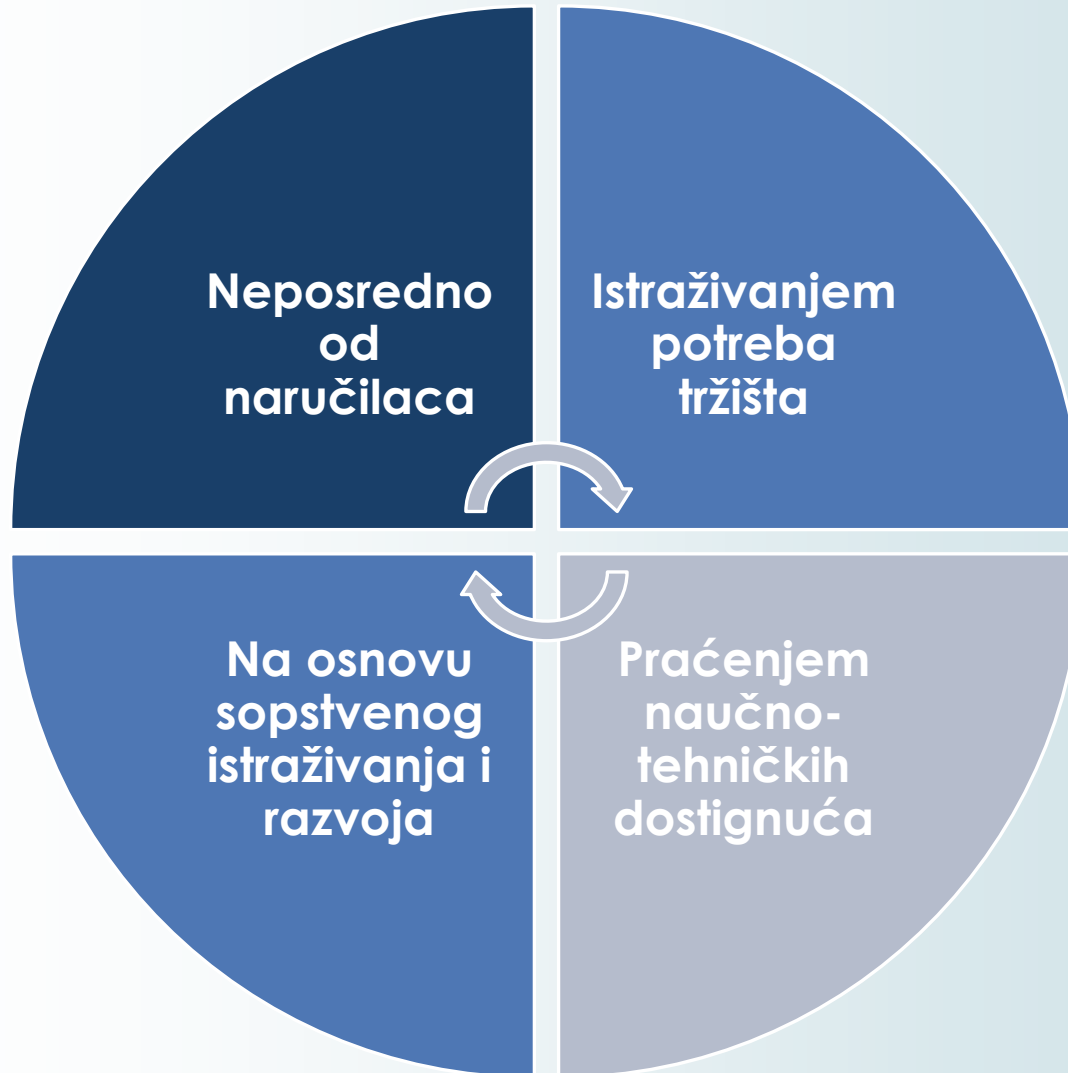 Neposredno
od
naručilaca
Istraživanjem
potreba
tržišta
Na osnovu
sopstvenog
istraživanja i
razvoja
Praćenjem
naučno-
tehničkih
dostignuća